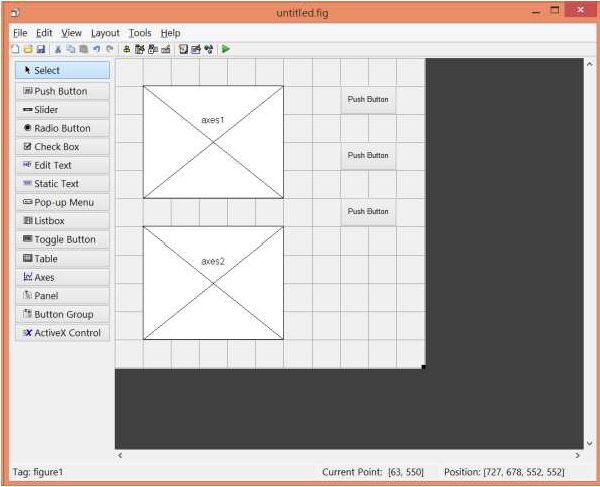 untitled.fig
File Edit View Layout Tools Help
Select
Push Button
Slider
Radio Button
Check Box
Edit Text
Static Text
Pop-up Menu
Listbox
Toggle Button
Table
Axes
Panel
Button Group
ActiveX Control
axes1
axes2
Push Button
Push Button
Push Button
Tag: figure1 Current Point: [63, 550] Position: [727, 678, 552, 552]